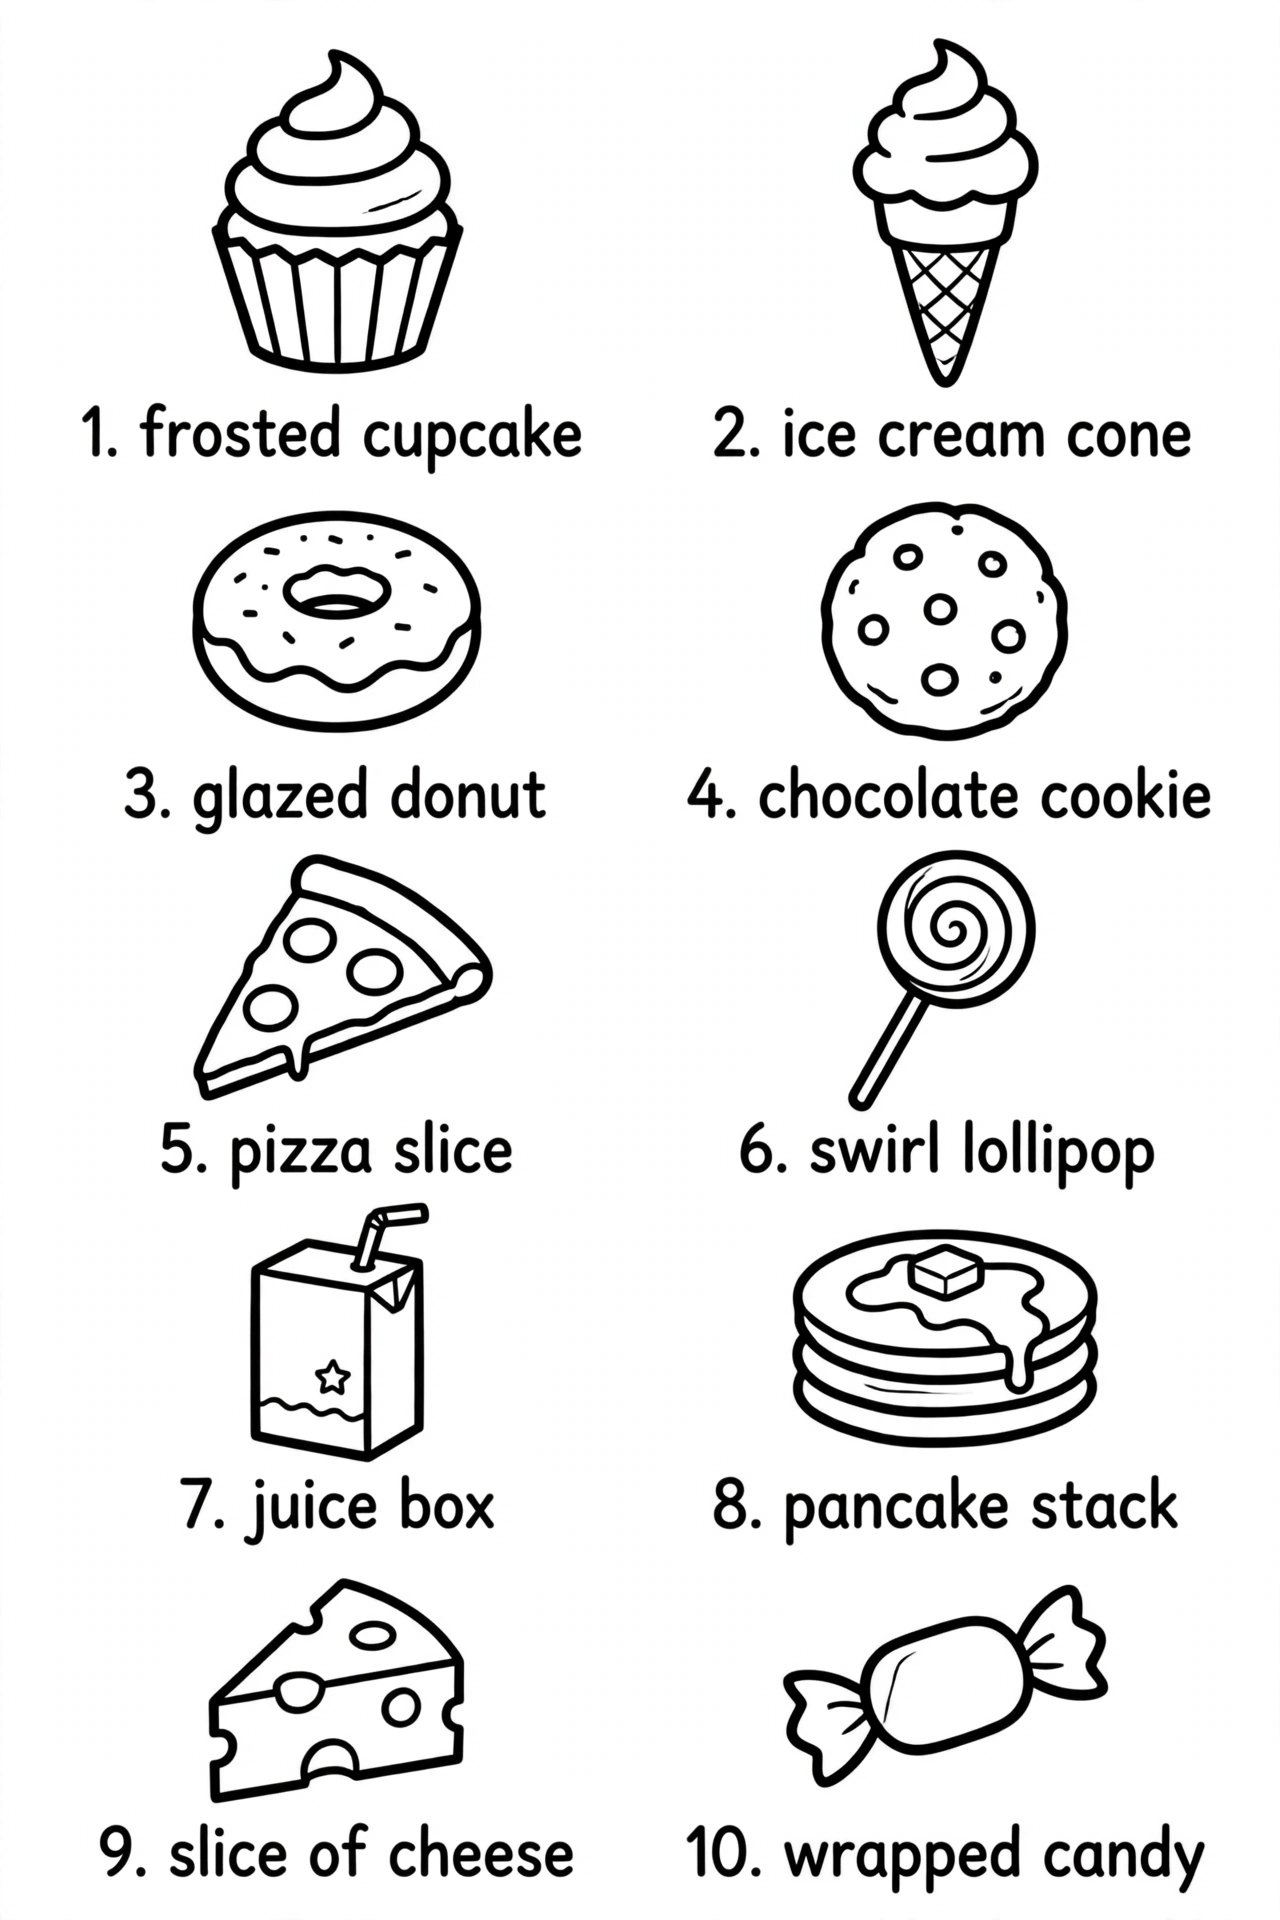 1. frosted cupcake
2. ice cream cone
3. glazed donut
4. chocolate cookie
5. pizza slice
6. swirl lollipop
7. juice box
8. pancake stack
9. slice of cheese
10. wrapped candy